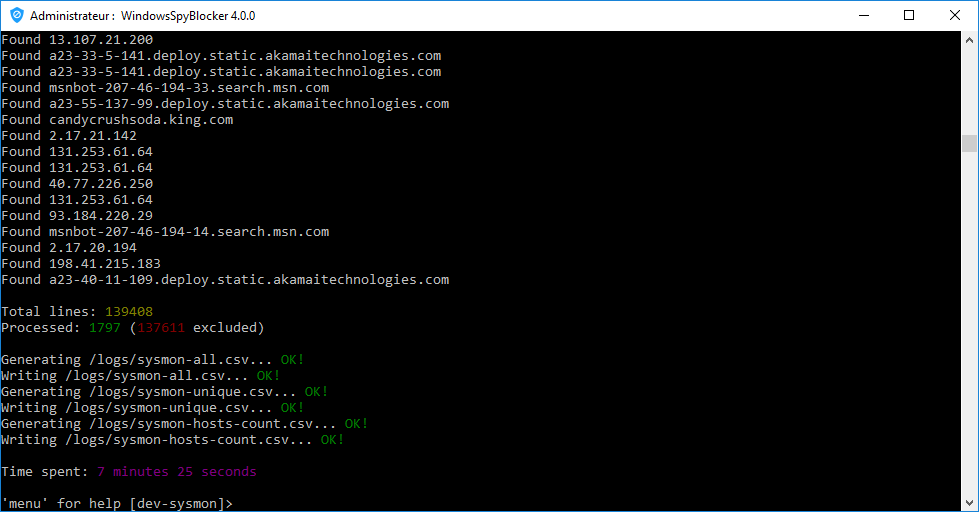 Administrateur : WindowsSpyBlocker 4.0.0
Found 13.107.21.200
Found a23-33-5-141.deploy.static.akamaitechnologies.com
Found a23-33-5-141.deploy.static.akamaitechnologies.com
Found msnbot-207-46-194-33.search.msn.com
Found a23-55-137-99.deploy.static.akamaitechnologies.com
Found candycrushsoda.king.com
Found 2.17.21.142
Found 131.253.61.64
Found 131.253.61.64
Found 40.77.226.250
Found 131.253.61.64
Found 93.184.220.29
Found msnbot-207-46-194-14.search.msn.com
Found 2.17.20.194
Found 198.41.215.183
Found a23-40-11-109.deploy.static.akamaitechnologies.com
Total lines: 139408
Processed: 1797 (137611 excluded)
Generating /logs/sysmon-all.csv... OK!
Writing /logs/sysmon-all.csv... OK!
Generating /logs/sysmon-unique.csv... OK!
Writing /logs/sysmon-unique.csv... OK!
Generating /logs/sysmon-hosts-count.csv... OK!
Writing /logs/sysmon-hosts-count.csv... OK!
Time spent: 7 minutes 25 seconds
'menu' for help [dev-sysmon]>